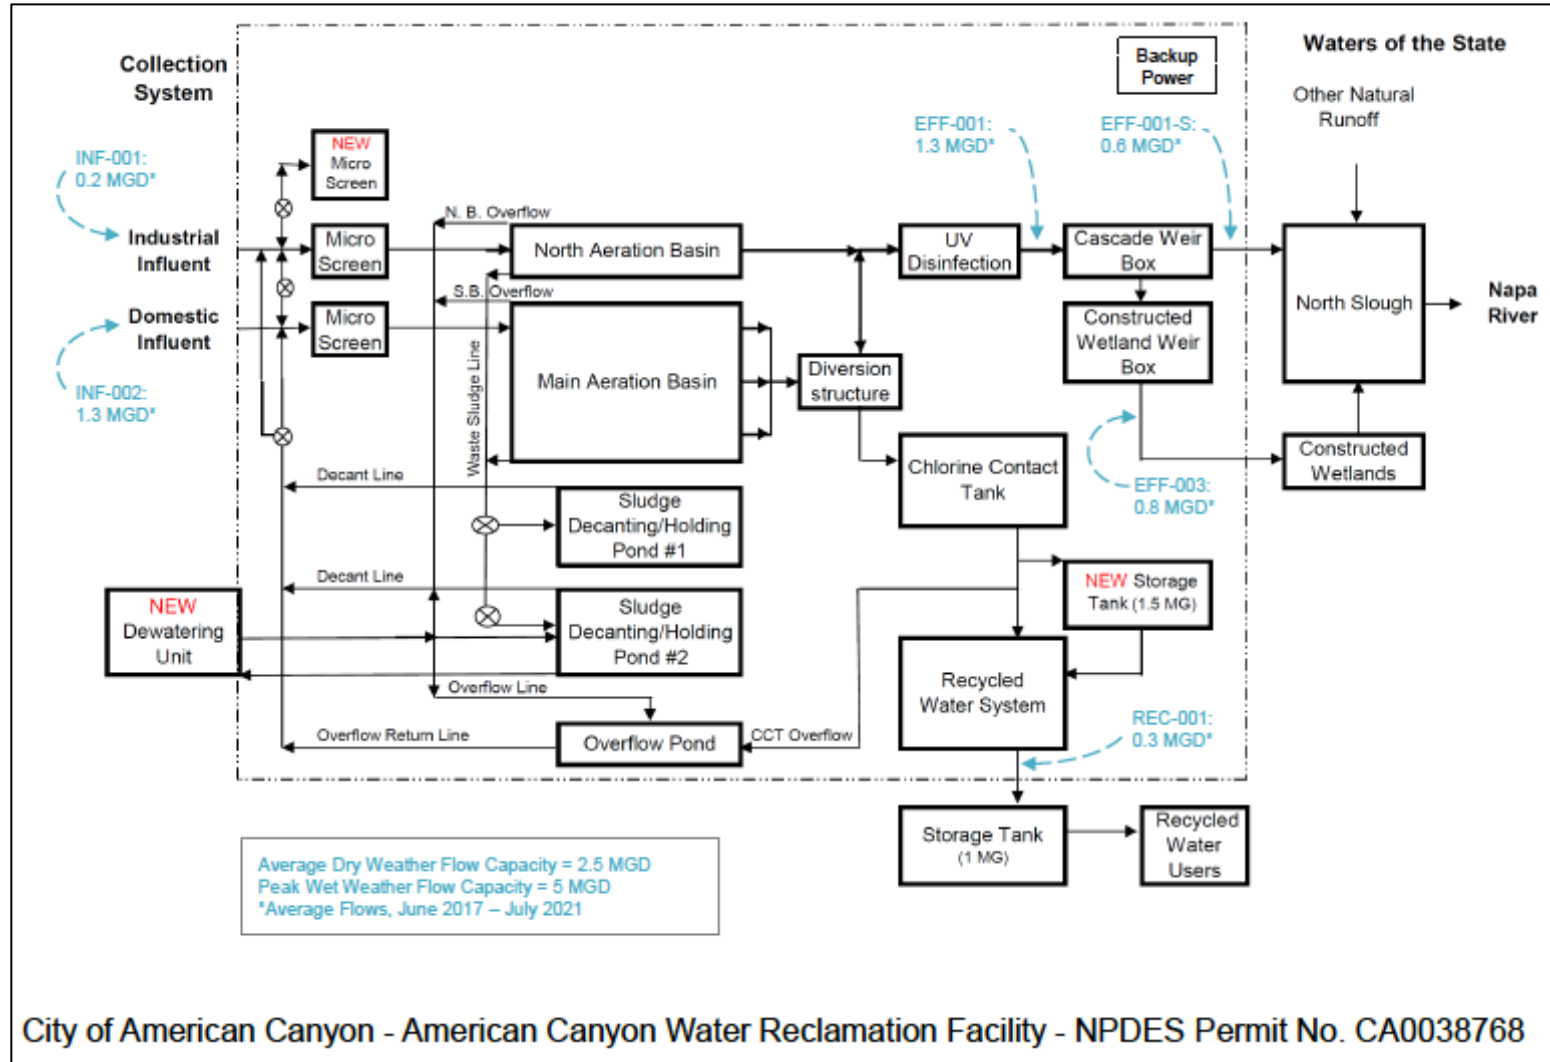 Collection
System
Backup
Power
Waters of the State
Other Natural
Runoff
INF-001:
0.2 MGD*
NEW
Micro
Screen
EFF-001:
1.3 MGD*
EFF-001-S:
0.6 MGD*
N. B. Overflow
Industrial
Influent
Micro
Screen
North Aeration Basin
UV
Disinfection
Cascade Weir
Box
North Slough
Napa
River
S.B. Overflow
Domestic
Influent
Micro
Screen
Main Aeration Basin
Constructed
Wetland Weir
Box
Diversion
structure
INF-002:
1.3 MGD*
Waste Sludge Line
Chlorine Contact
Tank
Constructed
Wetlands
EFF-003:
0.8 MGD*
Decant Line
Sludge
Decanting/Holding
Pond #1
Decant Line
NEW Storage
Tank (1.5 MG)
NEW
Dewatering
Unit
Sludge
Decanting/Holding
Pond #2
Recycled
Water System
Overflow Line
Overflow Return Line
Overflow Pond
CCT Overflow
REC-001:
0.3 MGD*
Storage Tank
(1 MG)
Recycled
Water
Users
Average Dry Weather Flow Capacity = 2.5 MGD
Peak Wet Weather Flow Capacity = 5 MGD
*Average Flows, June 2017 – July 2021
City of American Canyon - American Canyon Water Reclamation Facility - NPDES Permit No. CA0038768